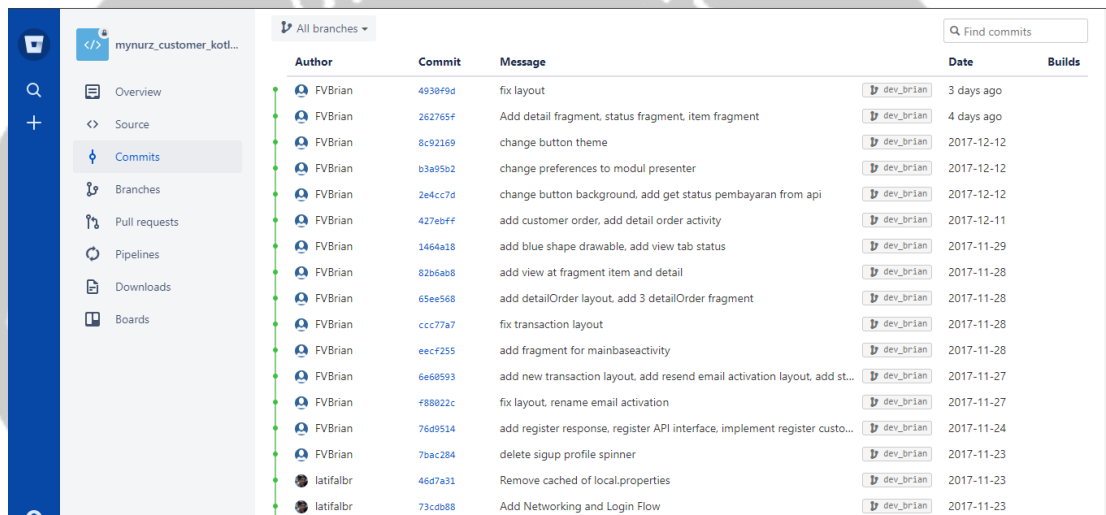 mynurz_customer_kotl...
Overview
Source
Commits
Branches
Pull requests
Pipelines
Downloads
Boards
All branches
Find commits
Author Commit Message Date Builds
FVBrian 4930f9d fix layout dev_brian 3 days ago
FVBrian 262765f Add detail fragment, status fragment, item fragment dev_brian 4 days ago
FVBrian 8c92169 change button theme dev_brian 2017-12-12
FVBrian b3a95b2 change preferences to modul presenter dev_brian 2017-12-12
FVBrian 2e4cc7d change button background, add get status pembayaran from api dev_brian 2017-12-12
FVBrian 427ebff add customer order, add detail order activity dev_brian 2017-12-11
FVBrian 1464a18 add blue shape drawable, add view tab status dev_brian 2017-11-29
FVBrian 82b6ab8 add view at fragment item and detail dev_brian 2017-11-28
FVBrian 65ee568 add detailOrder layout, add 3 detailOrder fragment dev_brian 2017-11-28
FVBrian ccc77a7 fix transaction layout dev_brian 2017-11-28
FVBrian eecf255 add fragment for mainbaseactivity dev_brian 2017-11-28
FVBrian 6e60593 add new transaction layout, add resend email activation layout, add st... dev_brian 2017-11-27
FVBrian f88022c fix layout, rename email activation dev_brian 2017-11-27
FVBrian 76d9514 add register response, register API interface, implement register custo... dev_brian 2017-11-24
FVBrian 7bac284 delete sigup profile spinner dev_brian 2017-11-23
latifalbr 46d7a31 Remove cached of local.properties dev_brian 2017-11-23
latifalbr 73cdb88 Add Networking and Login Flow dev_brian 2017-11-23